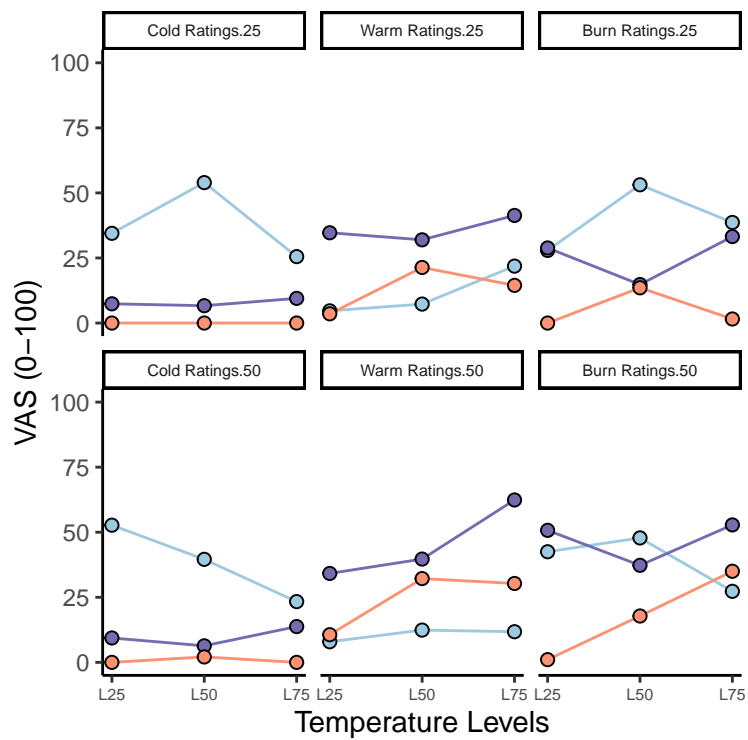 Cold Ratings.25 Warm Ratings.25 Burn Ratings.25
100
75
50
25
0
Cold Ratings.50 Warm Ratings.50 Burn Ratings.50
100
75
50
25
0
VAS (0−100)
L25 L50 L75 L25 L50 L75 L25 L50 L75
Temperature Levels